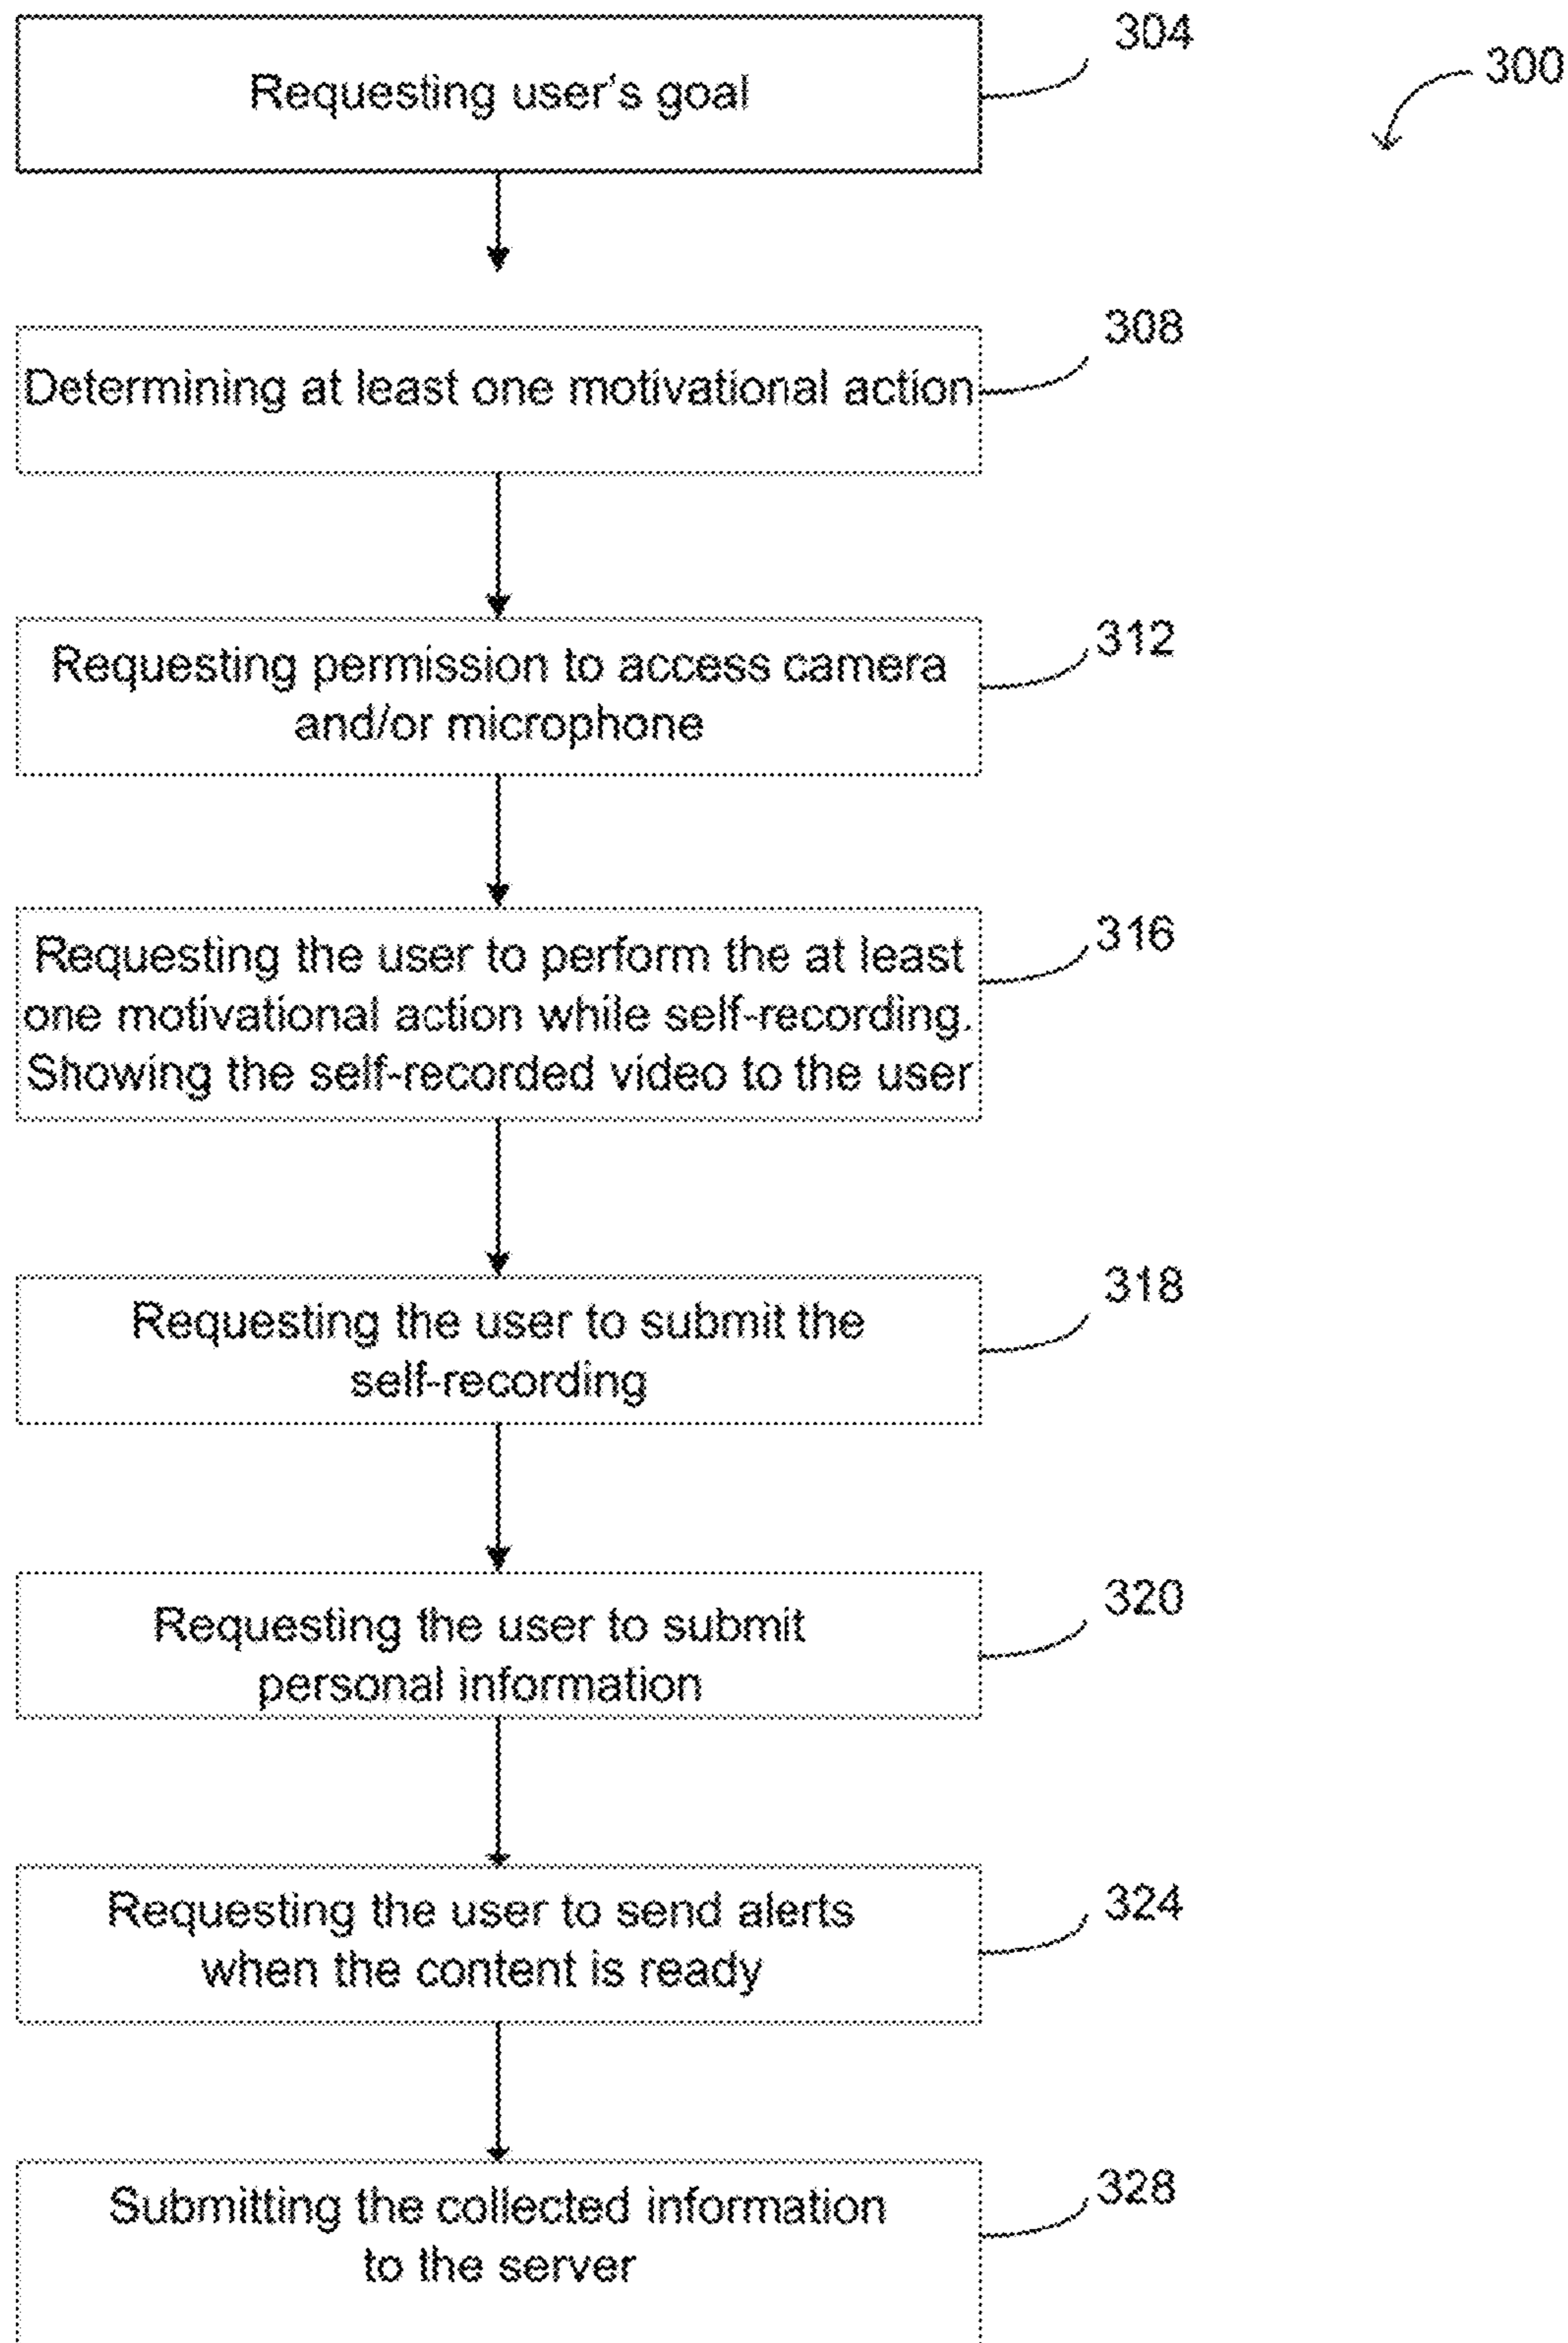 304
300
Requesting user's goal
308
Determining at least one motivational action
312
Requesting permission to access camera
and/or microphone
316
Requesting the user to perform the at least
one motivational action while self-recording.
Showing the self-recorded video to the user
318
Requesting the user to submit the
self-recording
320
Requesting the user to submit
personal information
324
Requesting the user to send alerts
when the content is ready
328
Submitting the collected information
to the server